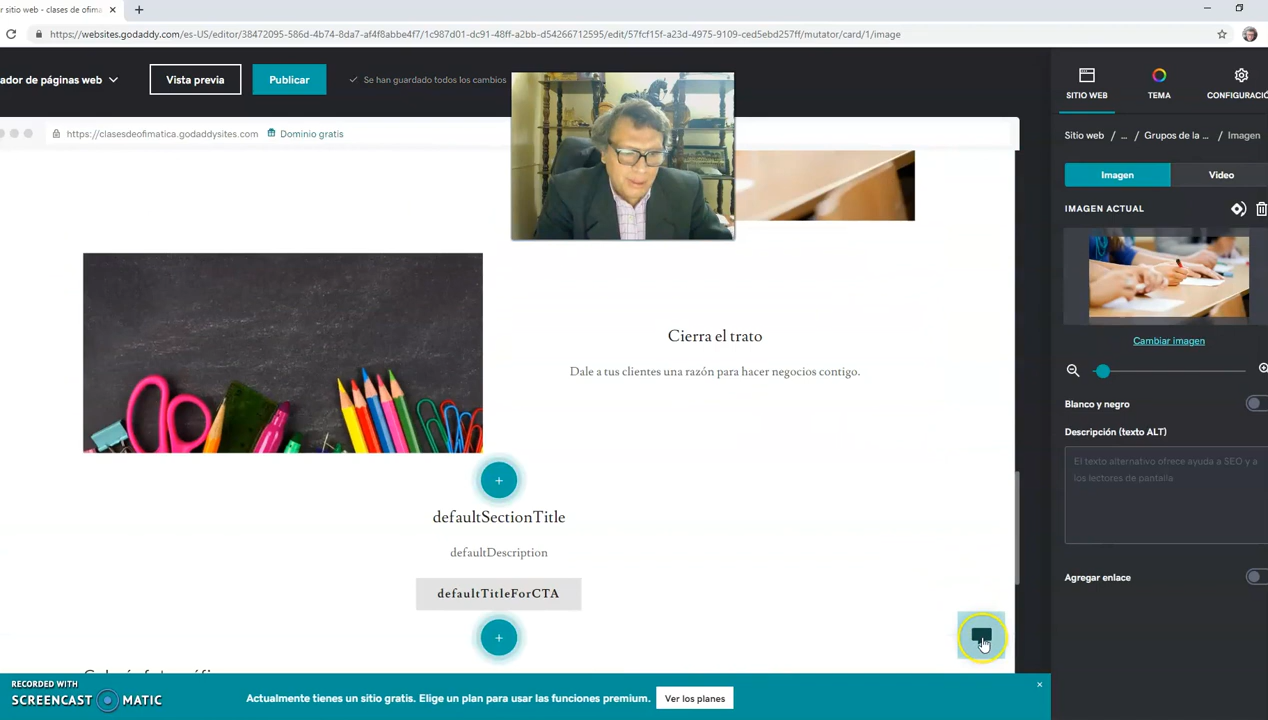 r sitio web - clases de ofima
https://websites.godaddy.com/es-US/editor/38472095-586d-4b74-8da7-af4f8abbe4f7/1c987d01-dc91-48ff-a2bb-d54266712595/edit/57fcf15f-a23d-4975-9109-ced5ebd257ff/mutator/card/1/image
ador de páginas web
Vista previa
Publicar
Se han guardado todos los cambios
SITIO WEB
TEMA
CONFIGURACIÓ
https://clasesdeofimatica.godaddysites.com
Dominio gratis
Sitio web / ... / Grupos de la ... / Imagen
Imagen
Video
IMAGEN ACTUAL
Cambiar imagen
Blanco y negro
Descripción (texto ALT)
El texto alternativo ofrece ayuda a SEO y a
los lectores de pantalla
Agregar enlace
Cierra el trato
Dale a tus clientes una razón para hacer negocios contigo.
defaultSectionTitle
defaultDescription
defaultTitleForCTA
RECORDED WITH
SCREENCAST MATIC
Actualmente tienes un sitio gratis. Elige un plan para usar las funciones premium.
Ver los planes